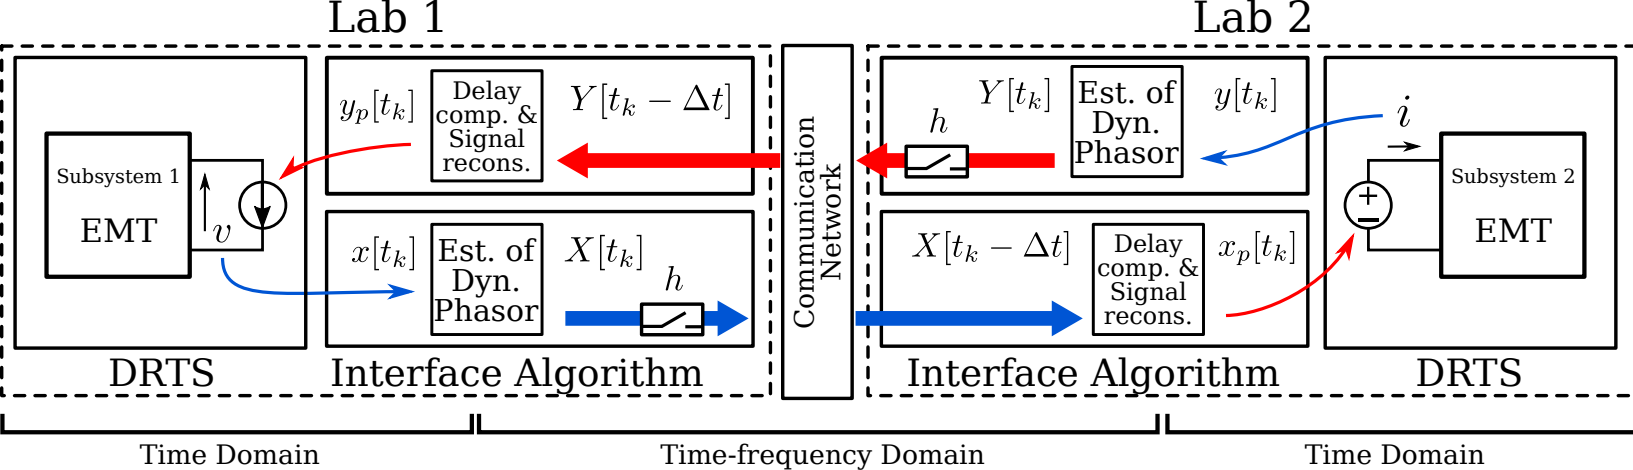 Lab 1
Lab 2
Subsystem 1
EMT
v
DRTS
y_p[t_k]
Delay
comp. &
Signal
recons.
Y[t_k − Δt]
x[t_k]
Est. of
Dyn.
Phasor
X[t_k]
h
Interface Algorithm
Communication
Network
h
Y[t_k]
Est. of
Dyn.
Phasor
y[t_k]
X[t_k − Δt]
Delay
comp. &
Signal
recons.
x_p[t_k]
Interface Algorithm
i
+
−
Subsystem 2
EMT
DRTS
Time Domain
Time-frequency Domain
Time Domain